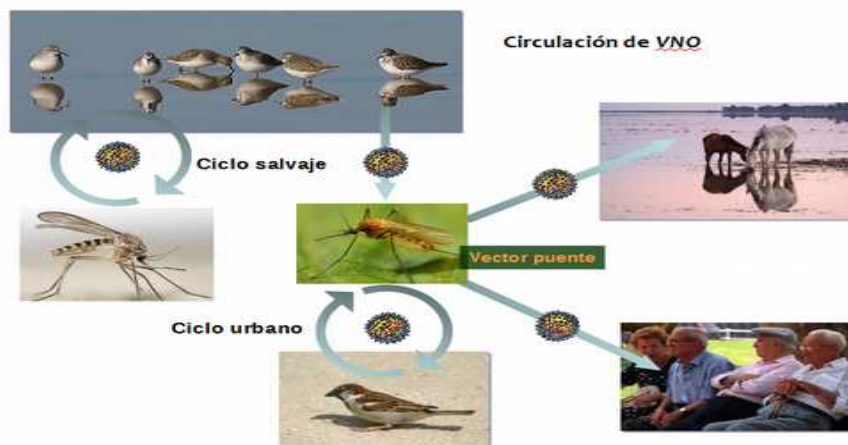 Circulación de VNO
Ciclo salvaje
Vector puente
Ciclo urbano